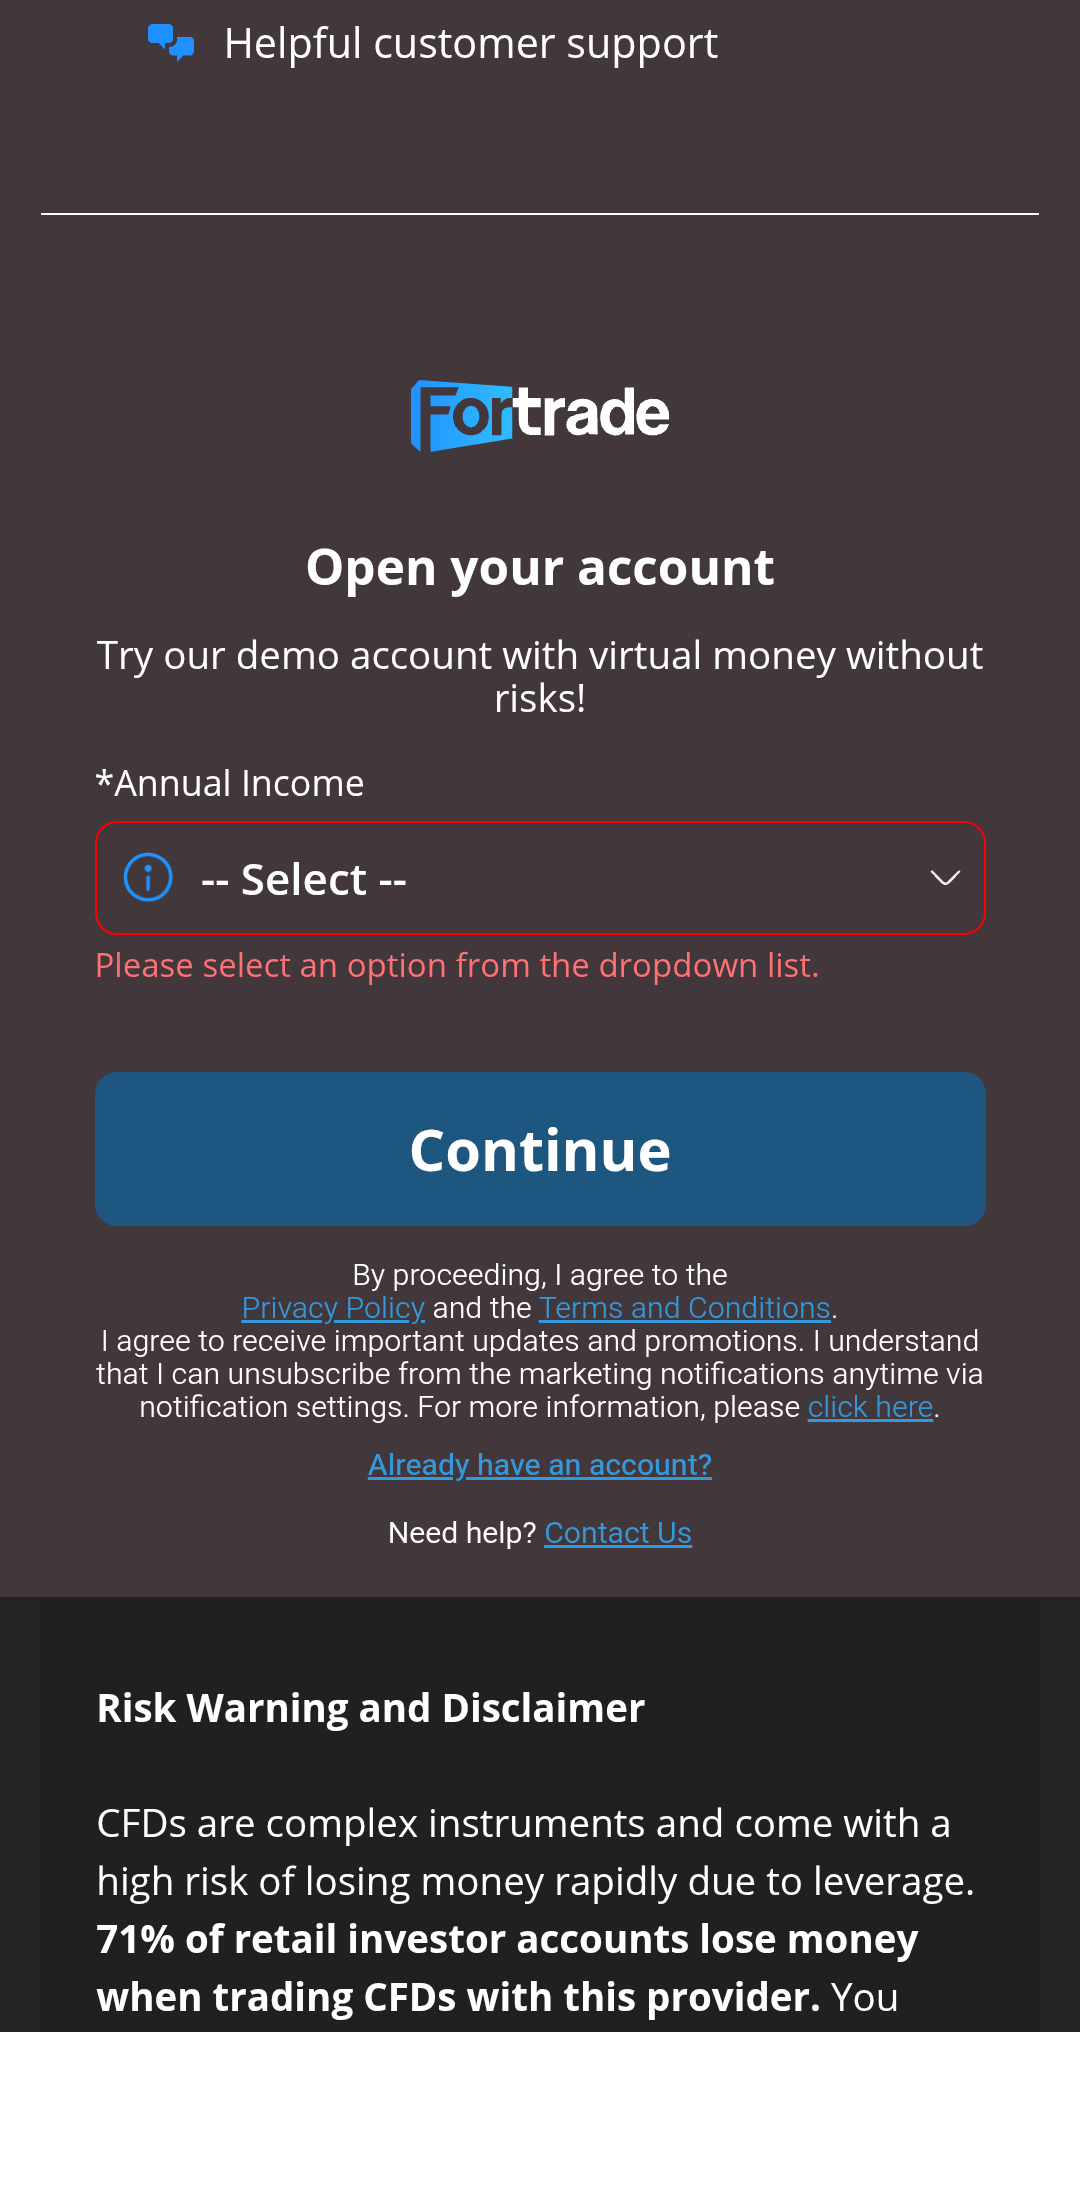 Helpful customer support
Fortrade
Open your account
Try our demo account with virtual money without
risks!
*Annual Income
-- Select --
Please select an option from the dropdown list.
Continue
By proceeding, I agree to the
Privacy Policy and the Terms and Conditions.
I agree to receive important updates and promotions. I understand
that I can unsubscribe from the marketing notifications anytime via
notification settings. For more information, please click here.
Already have an account?
Need help? Contact Us
Risk Warning and Disclaimer
CFDs are complex instruments and come with a
high risk of losing money rapidly due to leverage.
71% of retail investor accounts lose money
when trading CFDs with this provider. You